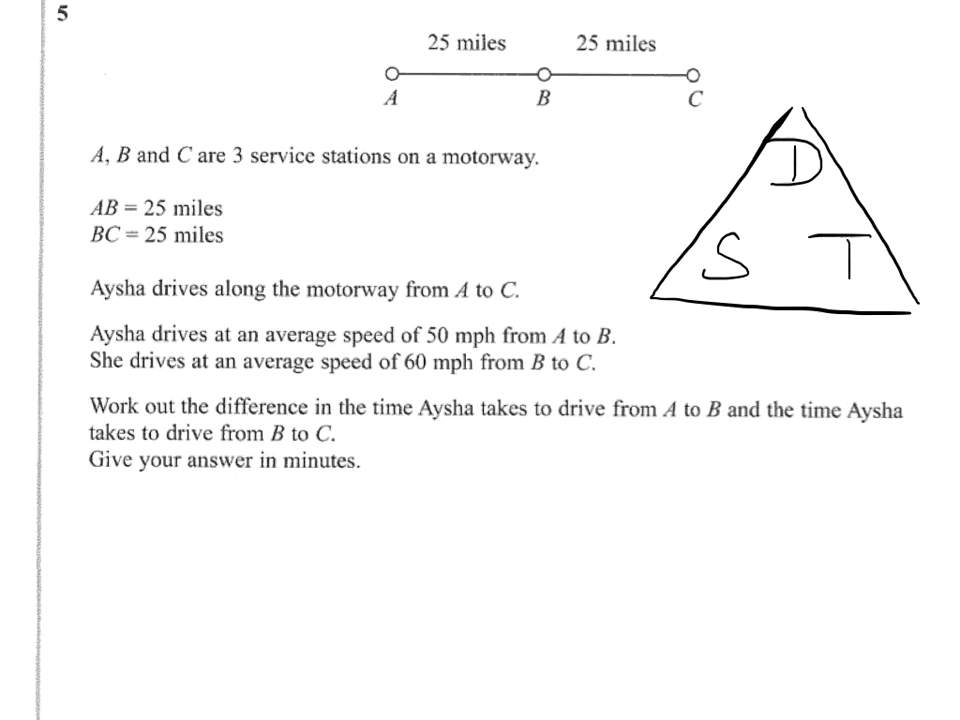 5
25 miles 25 miles
A B C
A, B and C are 3 service stations on a motorway.
D
AB = 25 miles
BC = 25 miles
S T
Aysha drives along the motorway from A to C.
Aysha drives at an average speed of 50 mph from A to B.
She drives at an average speed of 60 mph from B to C.
Work out the difference in the time Aysha takes to drive from A to B and the time Aysha
takes to drive from B to C.
Give your answer in minutes.